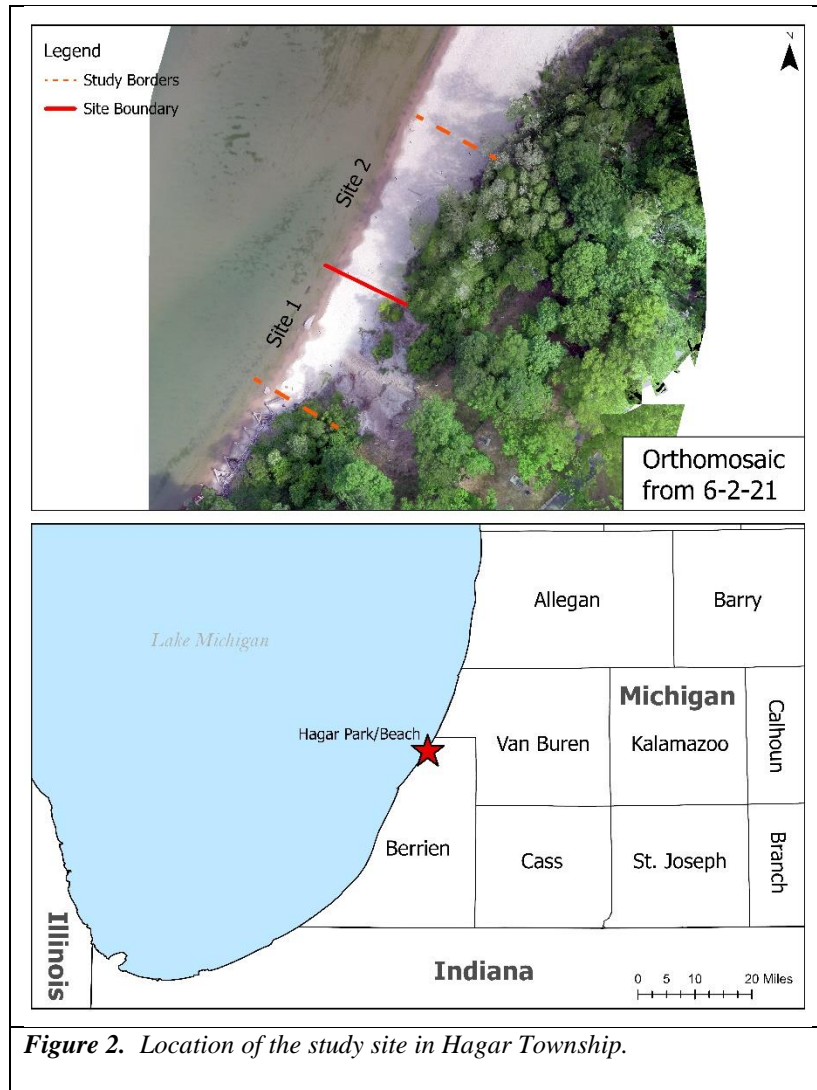 Legend
Study Borders
Site Boundary
N
Site 2
Site 1
Orthomosaic
from 6-2-21
Lake Michigan
Allegan
Barry
Michigan
Hagar Park/Beach
Van Buren
Kalamazoo
Calhoun
Berrien
Cass
St. Joseph
Branch
Illinois
Indiana
0 5 10 20 Miles
Figure 2. Location of the study site in Hagar Township.